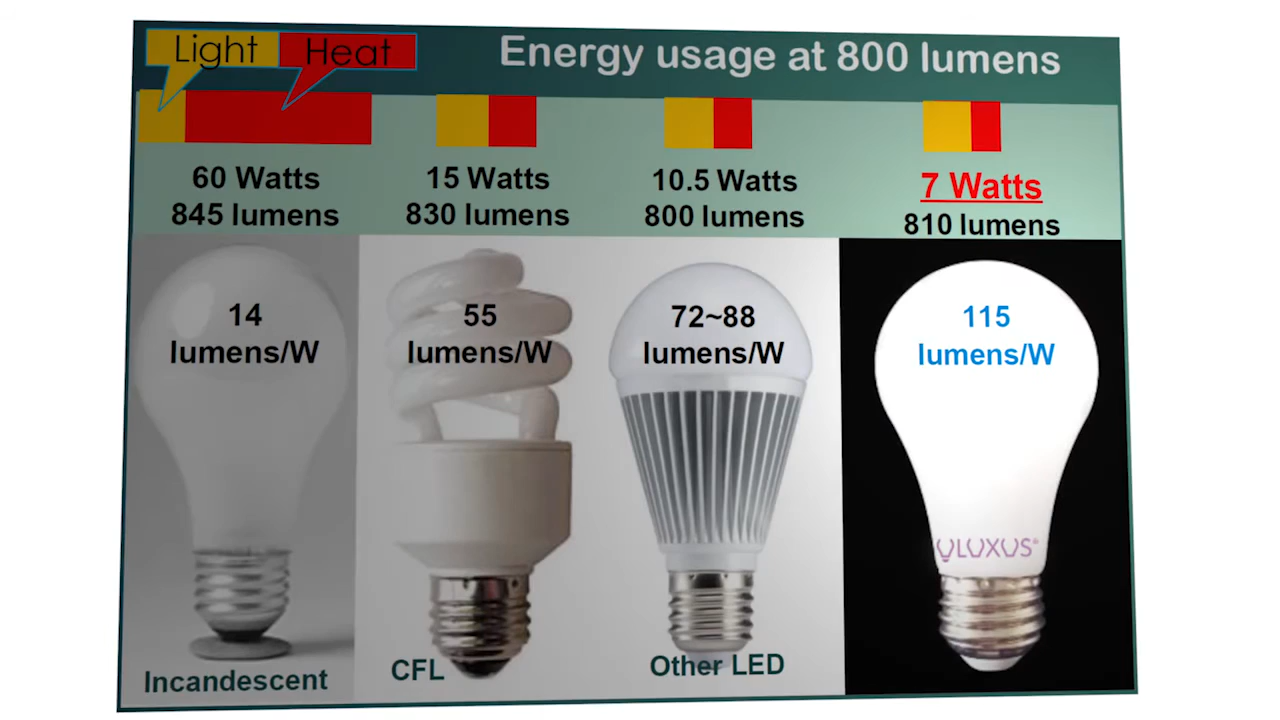 Light Heat
Energy usage at 800 lumens
60 Watts
845 lumens
15 Watts
830 lumens
10.5 Watts
800 lumens
7 Watts
810 lumens
14
lumens/W
55
lumens/W
72~88
lumens/W
115
lumens/W
LUXUS®
Incandescent
CFL
Other LED